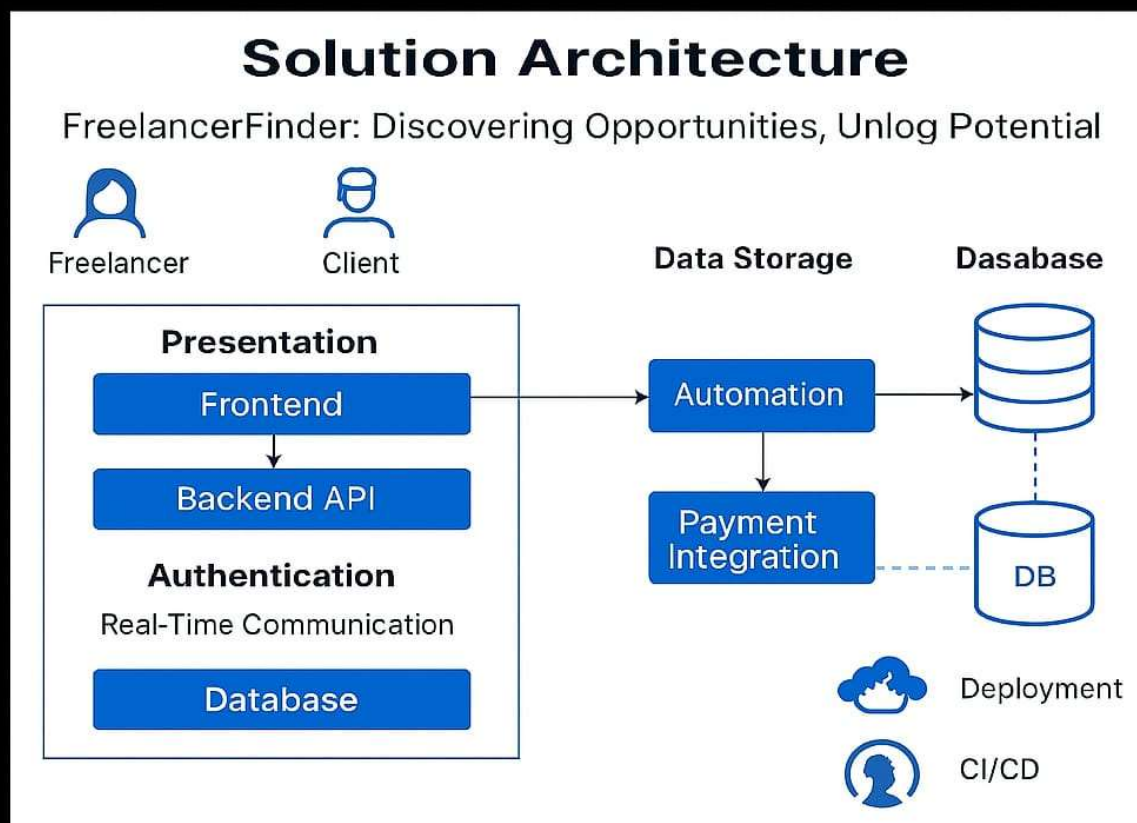 Solution Architecture
FreelancerFinder: Discovering Opportunities, Unlog Potential
Freelancer
Client
Data Storage
Dasabase
Presentation
Frontend
Backend API
Authentication
Real-Time Communication
Database
Automation
Payment
Integration
DB
Deployment
CI/CD